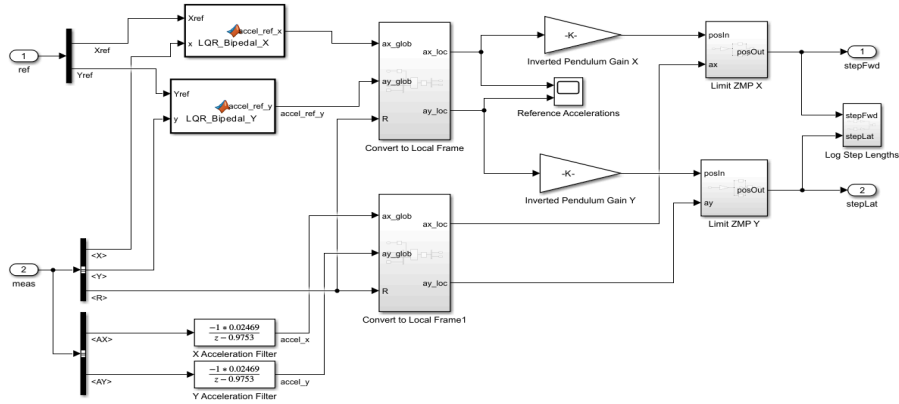 1
ref
Xref
Yref
Xref
x
accel_ref_x
LQR_Bipedal_X
Yref
y
accel_ref_y
LQR_Bipedal_Y
accel_ref_y
ax_glob
ay_glob
R
ax_loc
ay_loc
Convert to Local Frame
-K-
Inverted Pendulum Gain X
Reference Accelerations
-K-
Inverted Pendulum Gain Y
posIn
ax
posOut
Limit ZMP X
posIn
ay
posOut
Limit ZMP Y
1
stepFwd
stepFwd
stepLat
Log Step Lengths
2
stepLat
2
meas
<X>
<Y>
<R>
<AX>
<AY>
−1 * 0.02469
z − 0.9753
accel_x
X Acceleration Filter
−1 * 0.02469
z − 0.9753
accel_y
Y Acceleration Filter
ax_glob
ay_glob
R
ax_loc
ay_loc
Convert to Local Frame1